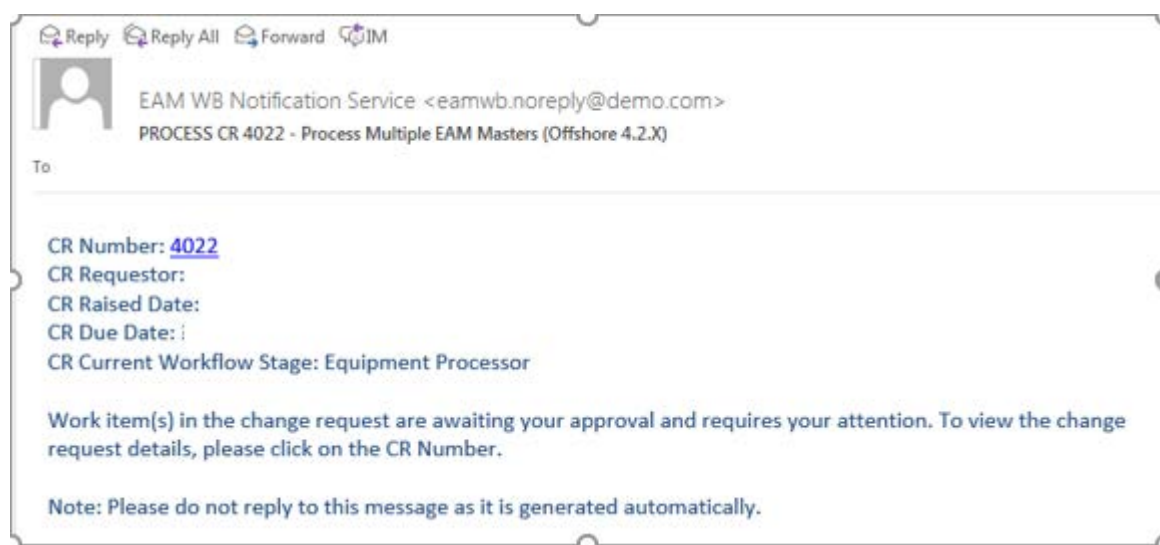 Reply Reply All Forward IM
EAM WB Notification Service <eamwb.noreply@demo.com>
PROCESS CR 4022 - Process Multiple EAM Masters (Offshore 4.2.X)
To
CR Number: 4022
CR Requestor:
CR Raised Date:
CR Due Date:
CR Current Workflow Stage: Equipment Processor
Work item(s) in the change request are awaiting your approval and requires your attention. To view the change
request details, please click on the CR Number.
Note: Please do not reply to this message as it is generated automatically.